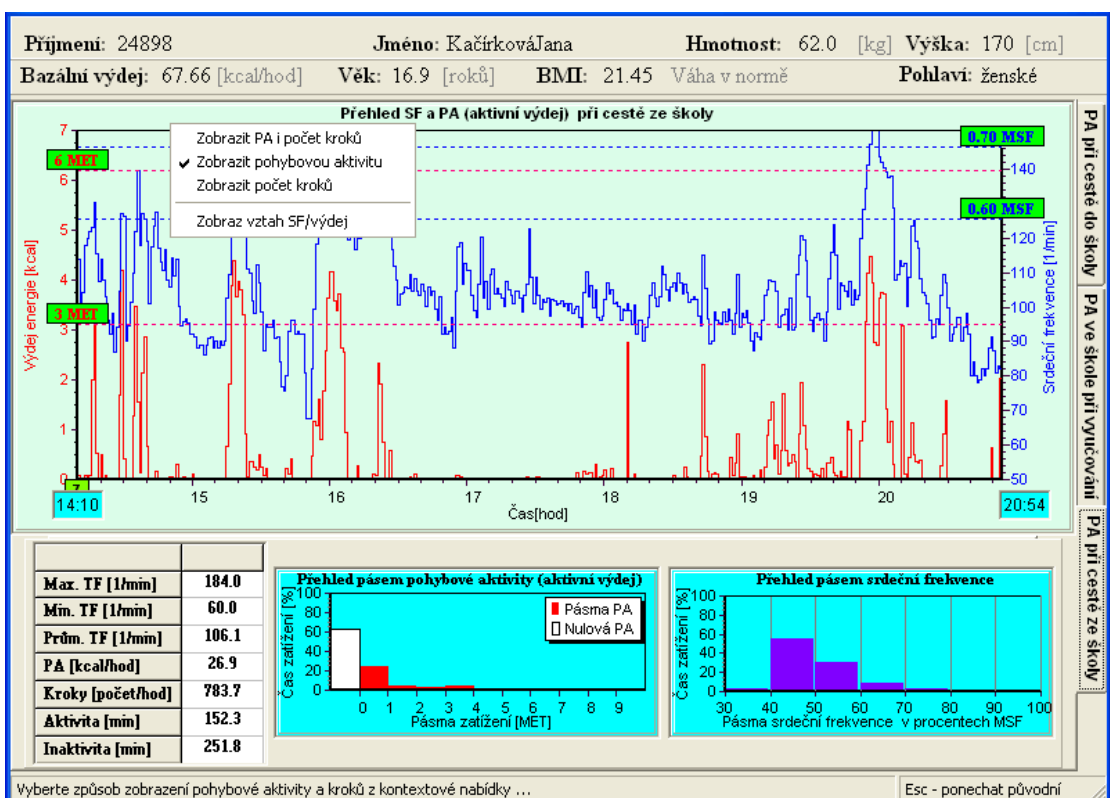 Příjmení: 24898 Jméno: KačírkováJana Hmotnost: 62.0 [kg] Výška: 170 [cm]
Bazální výdej: 67.66 [kcal/hod] Věk: 16.9 [roků] BMI: 21.45 Váha v normě Pohlaví: ženské
Přehled SF a PA (aktivní výdej) při cestě ze školy
Zobrazit PA i počet kroků
Zobrazit pohybovou aktivitu
Zobrazit počet kroků
Zobraz vztah SF/výdej
Výdej energie [kcal]
7
6
5
4
3
2
1
0
6 MET
3 MET
0.70 MSF
0.60 MSF
140
120
110
100
90
80
70
60
50
Srdeční frekvence [1/min]
7
14:10 15 16 17 18 19 20 20:54
Čas[hod]
PA při cestě do školy
PA ve škole při vyučování
PA při cestě ze školy
Max. TF [1/min] 184.0
Min. TF [1/min] 60.0
Prům. TF [1/min] 106.1
PA [kcal/hod] 26.9
Kroky [počet/hod] 783.7
Aktivita [min] 152.3
Inaktivita [min] 251.8
Přehled pásem pohybové aktivity (aktivní výdej)
Čas zatížení [%]
100
80
60
40
20
0
Pásma PA
Nulová PA
0 1 2 3 4 5 6 7 8 9
Pásma zatížení [MET]
Přehled pásem srdeční frekvence
Čas zatížení [%]
100
80
60
40
20
0
30 40 50 60 70 80 90 100
Pásma srdeční frekvence v procentech MSF
Vyberte způsob zobrazení pohybové aktivity a kroků z kontextové nabídky ... Esc - ponechat původní